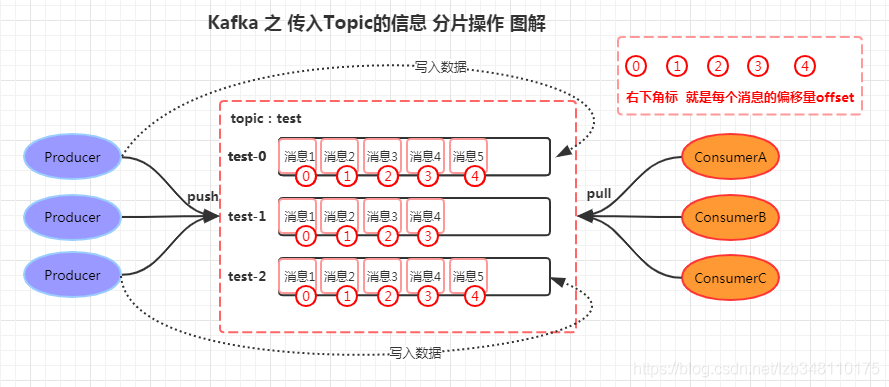 Kafka 之 传入Topic的信息 分片操作 图解
0 1 2 3 4
右下角标 就是每个消息的偏移量offset
写入数据
topic：test
Producer
Producer
Producer
push
test-0
消息1 消息2 消息3 消息4 消息5
0 1 2 3 4
test-1
消息1 消息2 消息3 消息4
0 1 2 3
test-2
消息1 消息2 消息3 消息4 消息5
0 1 2 3 4
pull
ConsumerA
ConsumerB
ConsumerC
写入数据
https://blog.csdn.net/lzb348110175